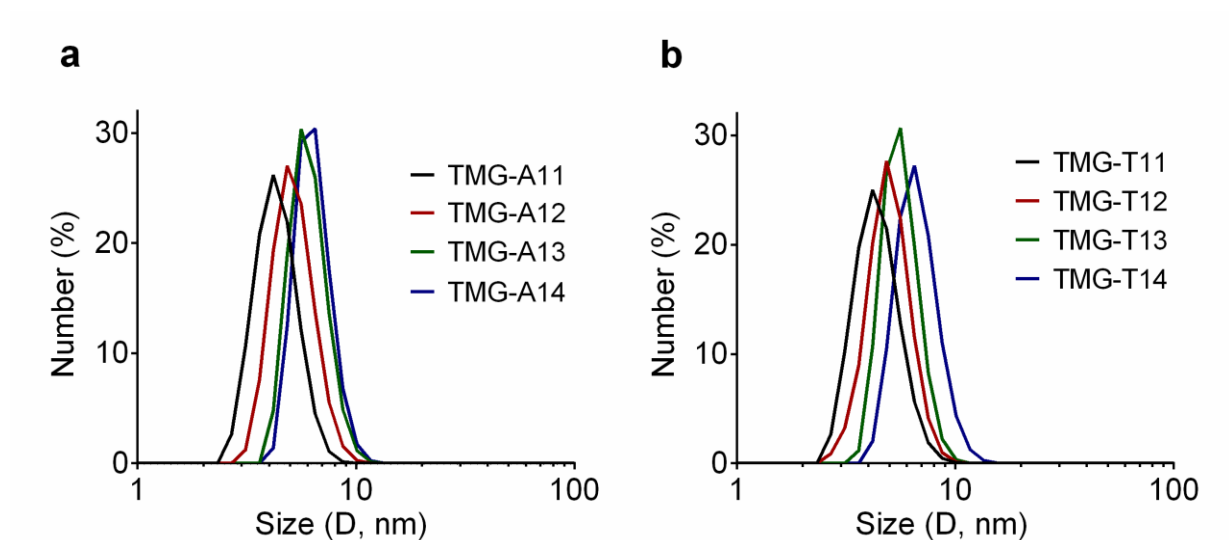 a
Number (%)
30
20
10
0
1
10
100
Size (D, nm)
TMG-A11
TMG-A12
TMG-A13
TMG-A14
b
Number (%)
30
20
10
0
1
10
100
Size (D, nm)
TMG-T11
TMG-T12
TMG-T13
TMG-T14